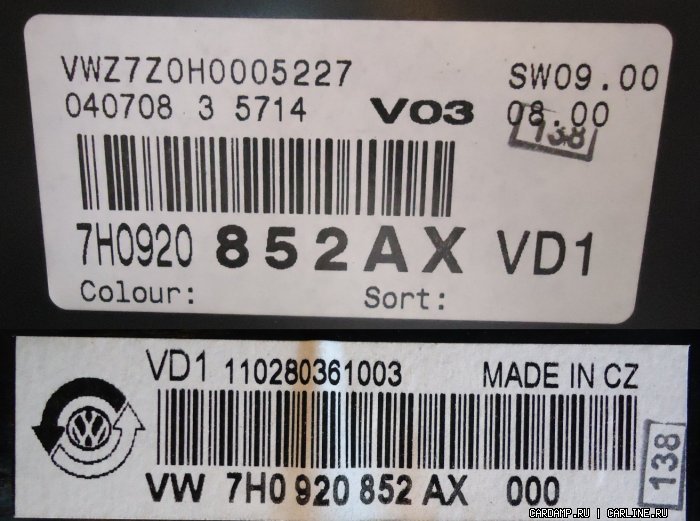 VWZ7Z0H0005227 SW09.00
040708 3 5714 V03 08.00
138
7H0920 852AX VD1
Colour: Sort:
VD1 110280361003 MADE IN CZ
138
VW 7H0 920 852 AX 000
CARDAMP.RU | CARLINE.RU